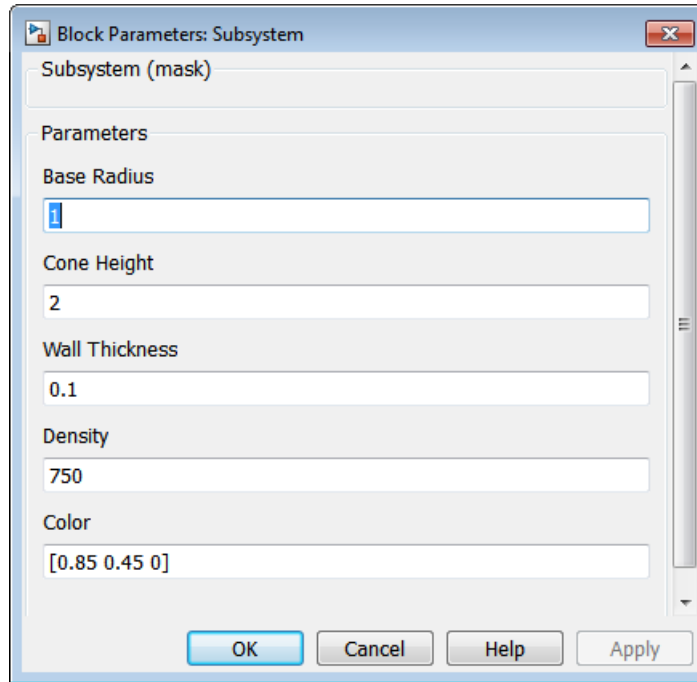 Block Parameters: Subsystem
Subsystem (mask)
Parameters
Base Radius
1
Cone Height
2
Wall Thickness
0.1
Density
750
Color
[0.85 0.45 0]
OK Cancel Help Apply